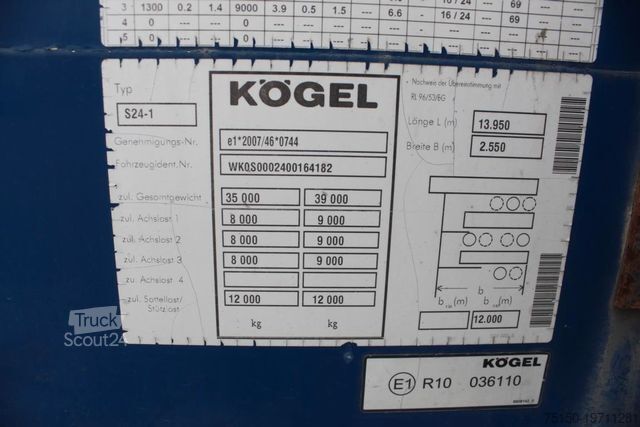 3 1300 0.2 1.4 9000 3.9 0.5 1.5 - 6.6 - 16 / 24 - 69
4 0 - - - - - - - - - 16 / 24 - 69
5 0 - - - - - - - - - - - -
KÖGEL
Typ
S24-1
Genehmigungs-Nr. e1*2007/46*0744
Fahrzeugident.Nr. WK0S0002400164182
zul. Gesamtgewicht 35 000 39 000
zul. Achslast 1 8 000 9 000
zul. Achslast 2 8 000 9 000
zul. Achslast 3 8 000 9 000
zul. Achslast 4
zul. Sattellast/ 12 000 12 000
Stützlast
kg kg
Nachweis der Übereinstimmung mit
RL 96/53/EG
Länge L (m) 13.950
Breite B (m) 2.550
b
b (m) b (m)
12.000
KÖGEL
E1 R10 036110
Truck
Scout24
75150-19711281